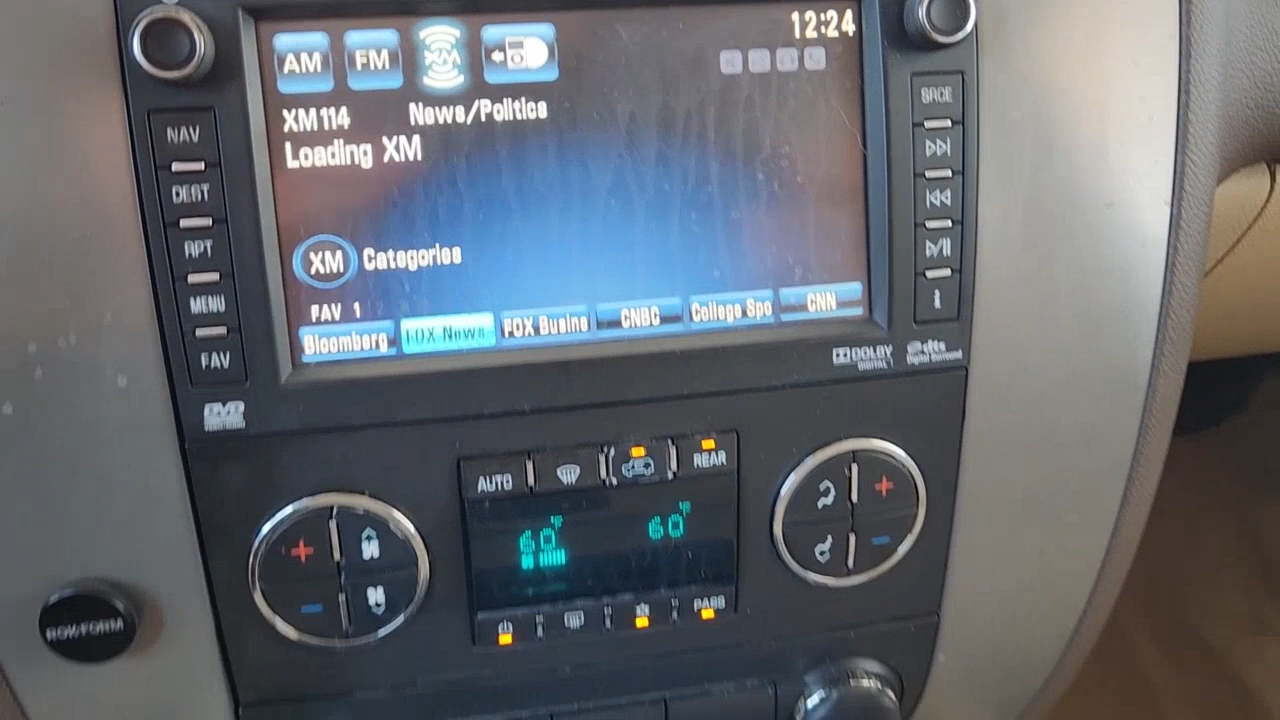 12:24
AM FM XM
XM114 News/Politics
Loading XM
XM Categories
FAV 1
Bloomberg FOX News FOX Busine CNBC College Spo CNN
NAV
DEST
RPT
MENU
FAV
SRCE
i
DVD
DOLBY
DIGITAL
dts
Digital Surround
AUTO REAR
60°F 60°F
PASS
ROKFORM